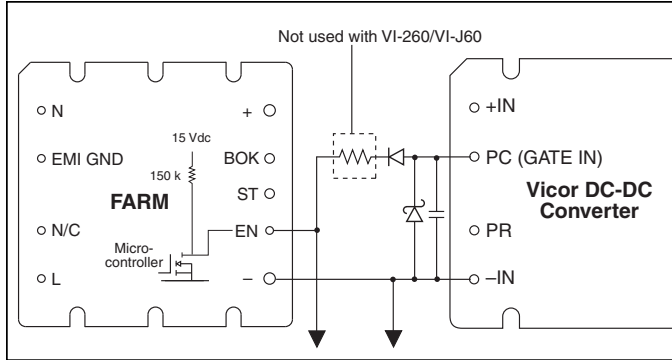 Not used with VI-260/VI-J60
N
EMI GND
N/C
L
15 Vdc
150 k
FARM
Micro-
controller
+
BOK
ST
EN
–
+IN
PC (GATE IN)
Vicor DC-DC
Converter
PR
–IN